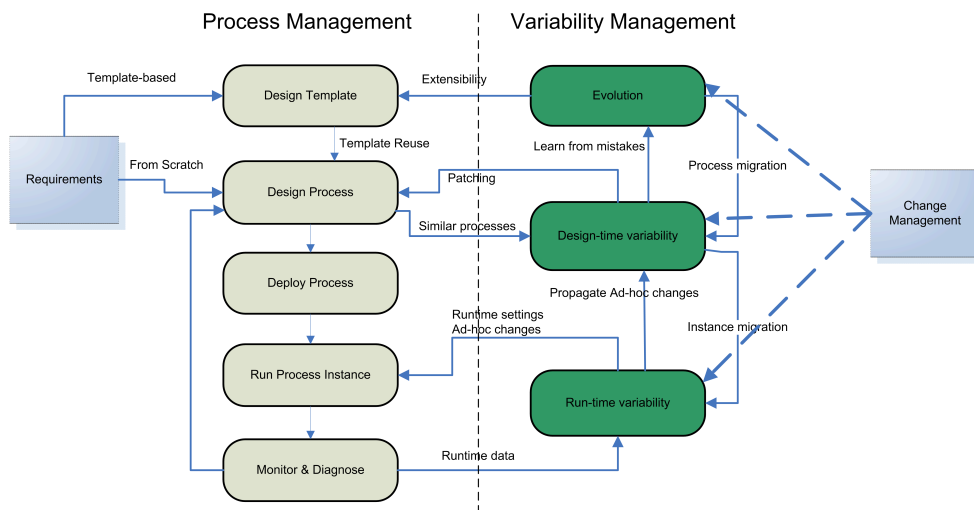 Process Management
Variability Management
Template-based
Extensibility
Design Template
Evolution
Template Reuse
Learn from mistakes
From Scratch
Process migration
Requirements
Patching
Design Process
Similar processes
Design-time variability
Change
Management
Deploy Process
Propagate Ad-hoc changes
Runtime settings
Ad-hoc changes
Instance migration
Run Process Instance
Run-time variability
Runtime data
Monitor & Diagnose